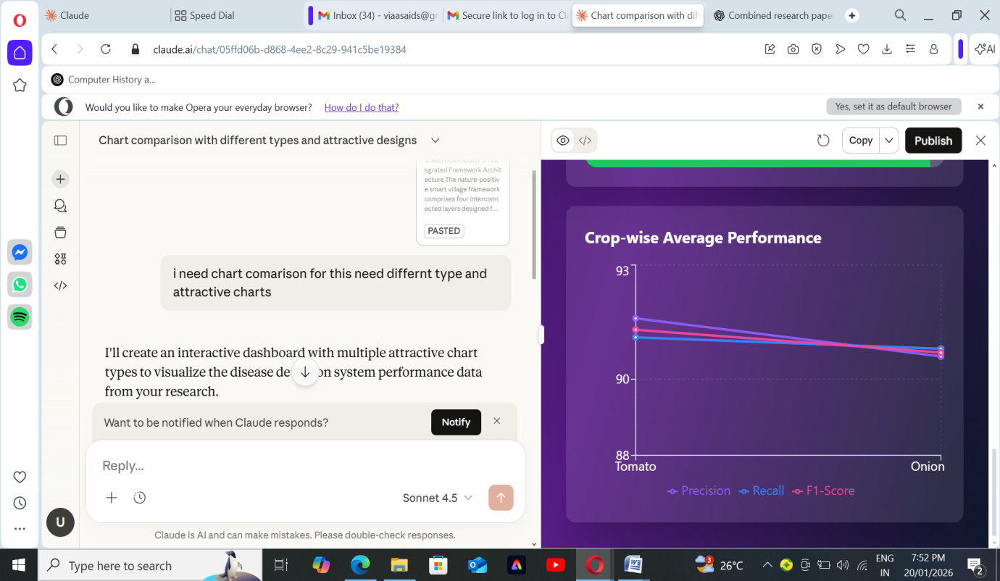 Claude
Speed Dial
Inbox (34) - viaasaids@gm
Secure link to log in to Cla
Chart comparison with dif
Combined research paper
claude.ai/chat/05ffd06b-d868-4ee2-8c29-941c5be19384
AI
Computer History a...
Would you like to make Opera your everyday browser?
How do I do that?
Yes, set it as default browser
Chart comparison with different types and attractive designs
Copy
Publish
egrated Framework Archit
ecture The nature-positiv
e smart village framework
comprises four interconn
ected layers designed f...
PASTED
i need chart comarison for this need differnt type and
attractive charts
I'll create an interactive dashboard with multiple attractive chart
types to visualize the disease de on system performance data
from your research.
Want to be notified when Claude responds?
Notify
Reply...
Sonnet 4.5
U
Claude is AI and can make mistakes. Please double-check responses.
Crop-wise Average Performance
93
90
88
Tomato
Onion
Precision
Recall
F1-Score
Type here to search
3
26°C
ENG
IN
7:52 PM
20/01/2026
2